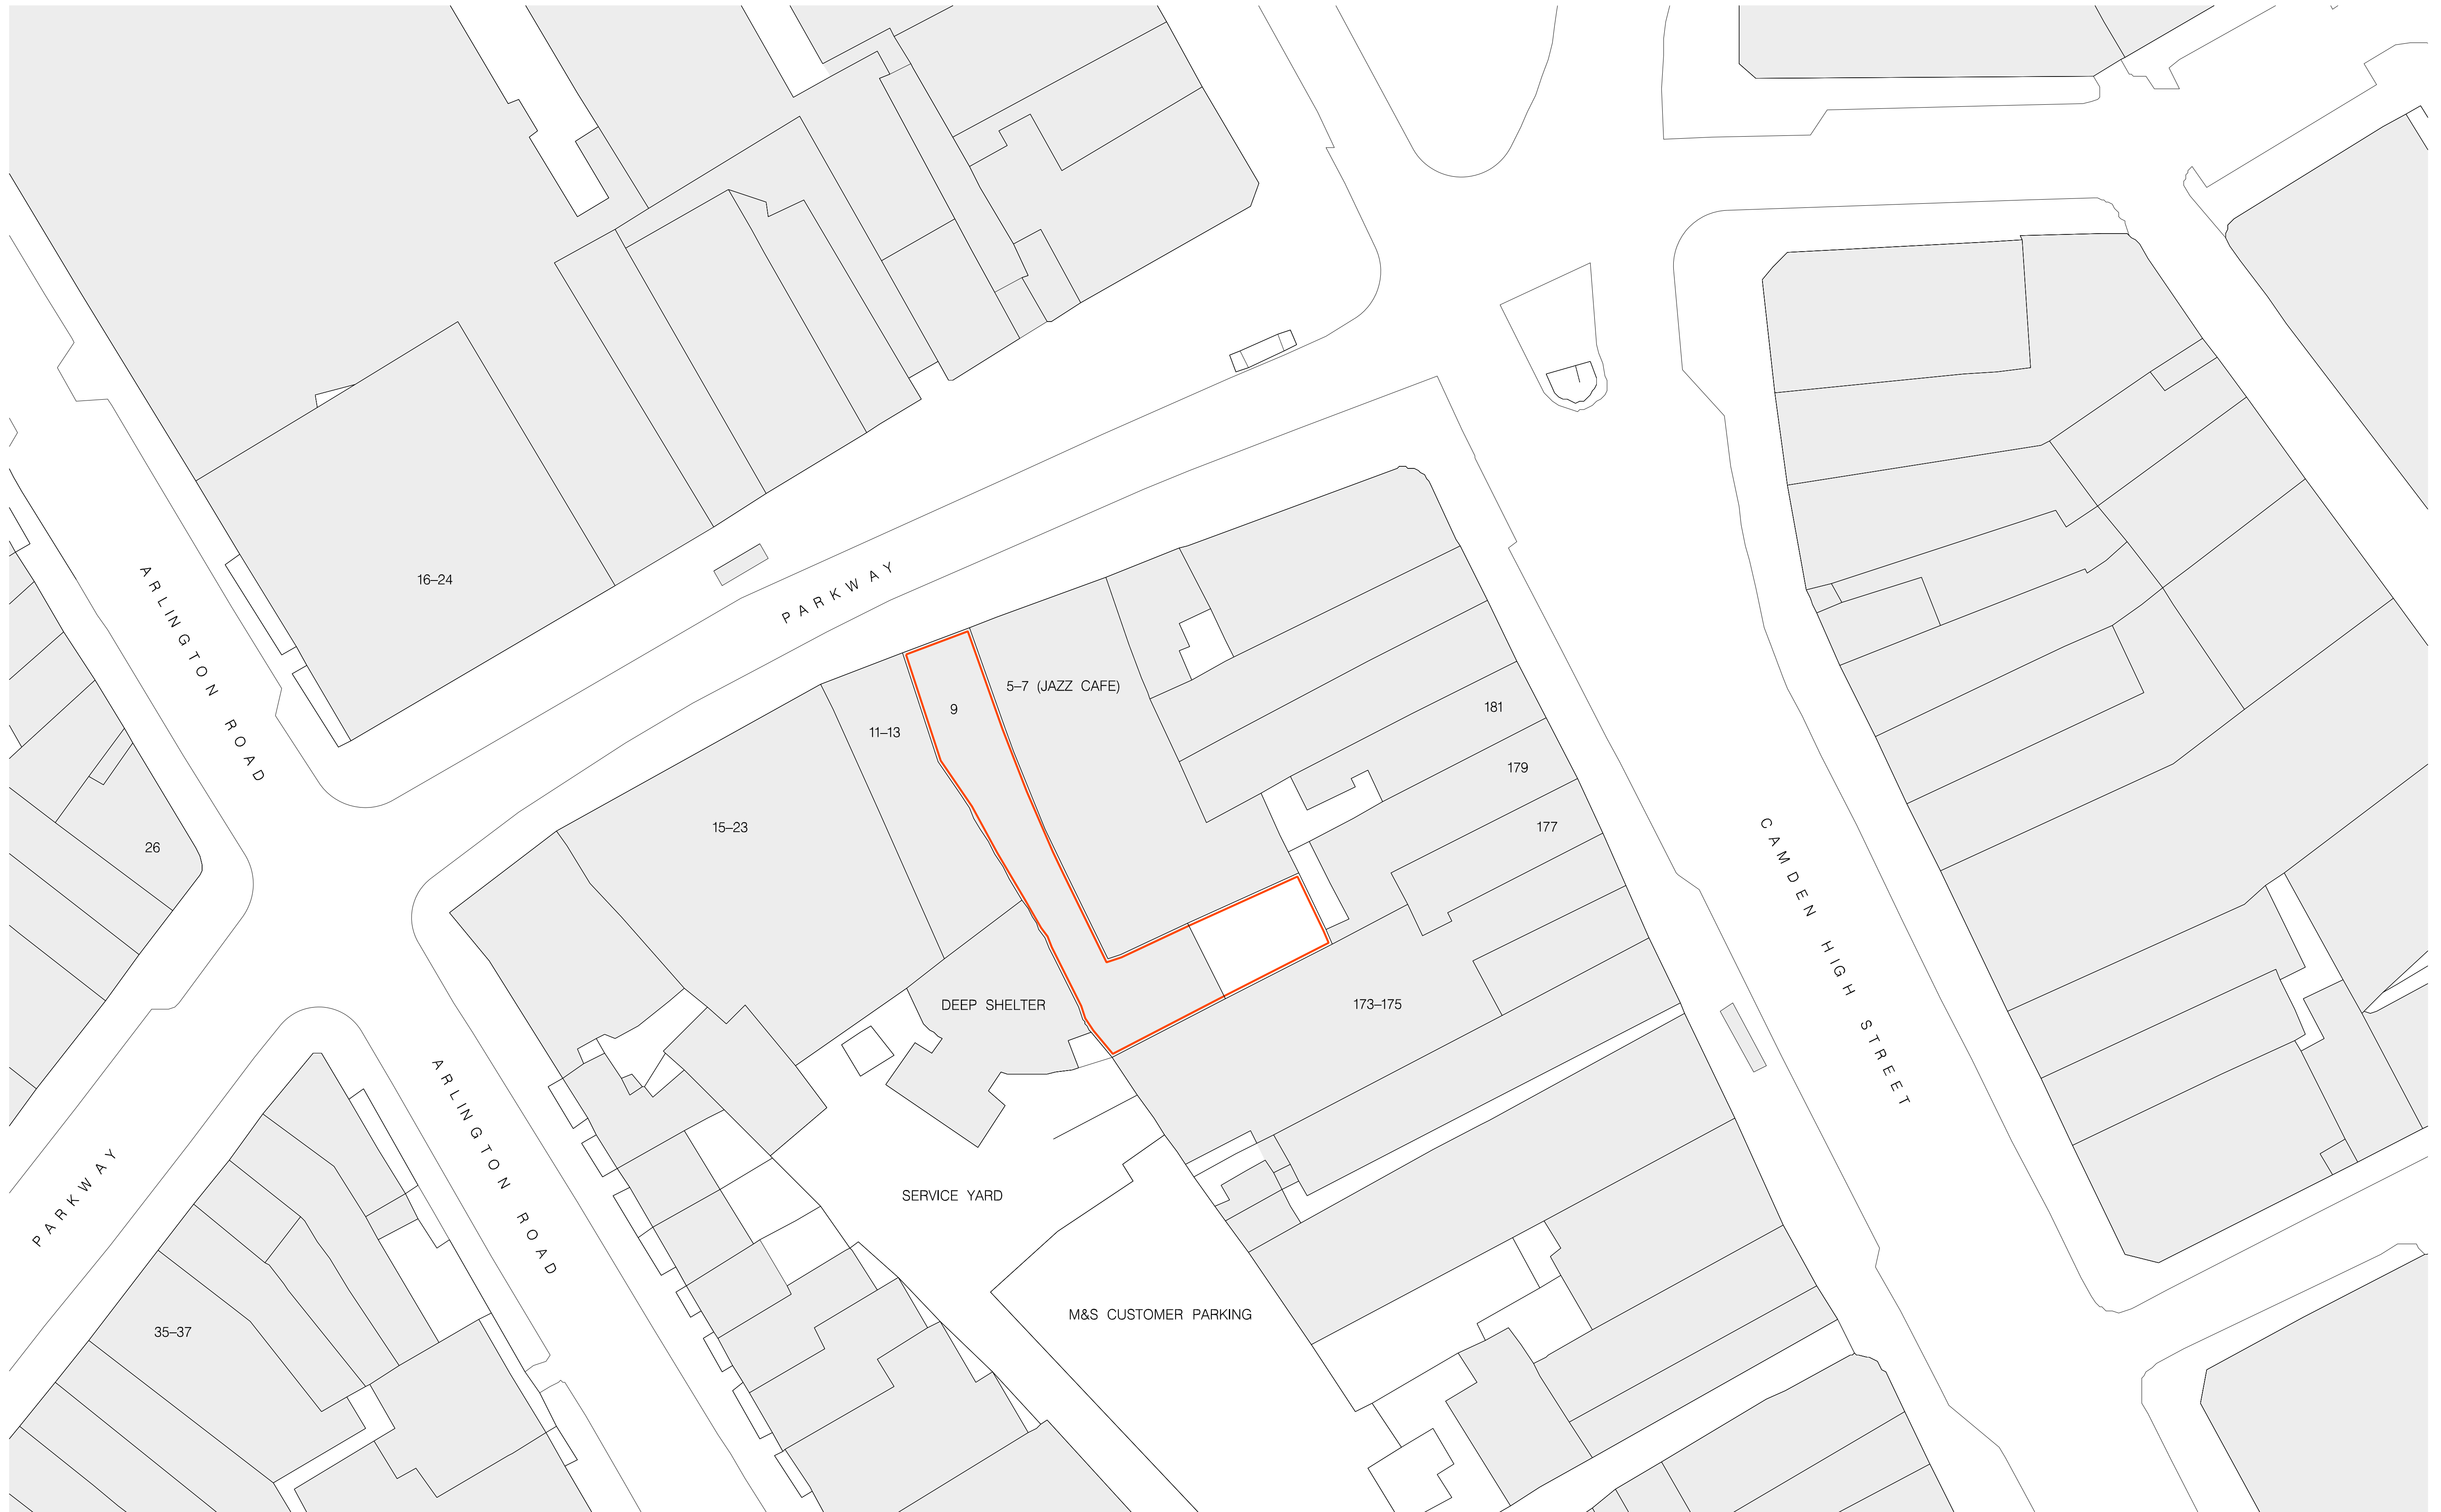 16–24
ARLINGTON ROAD
PARKWAY
5–7 (JAZZ CAFE)
9
11–13
181
179
177
15–23
26
CAMDEN HIGH STREET
DEEP SHELTER
173–175
ARLINGTON ROAD
PARKWAY
SERVICE YARD
M&S CUSTOMER PARKING
35–37